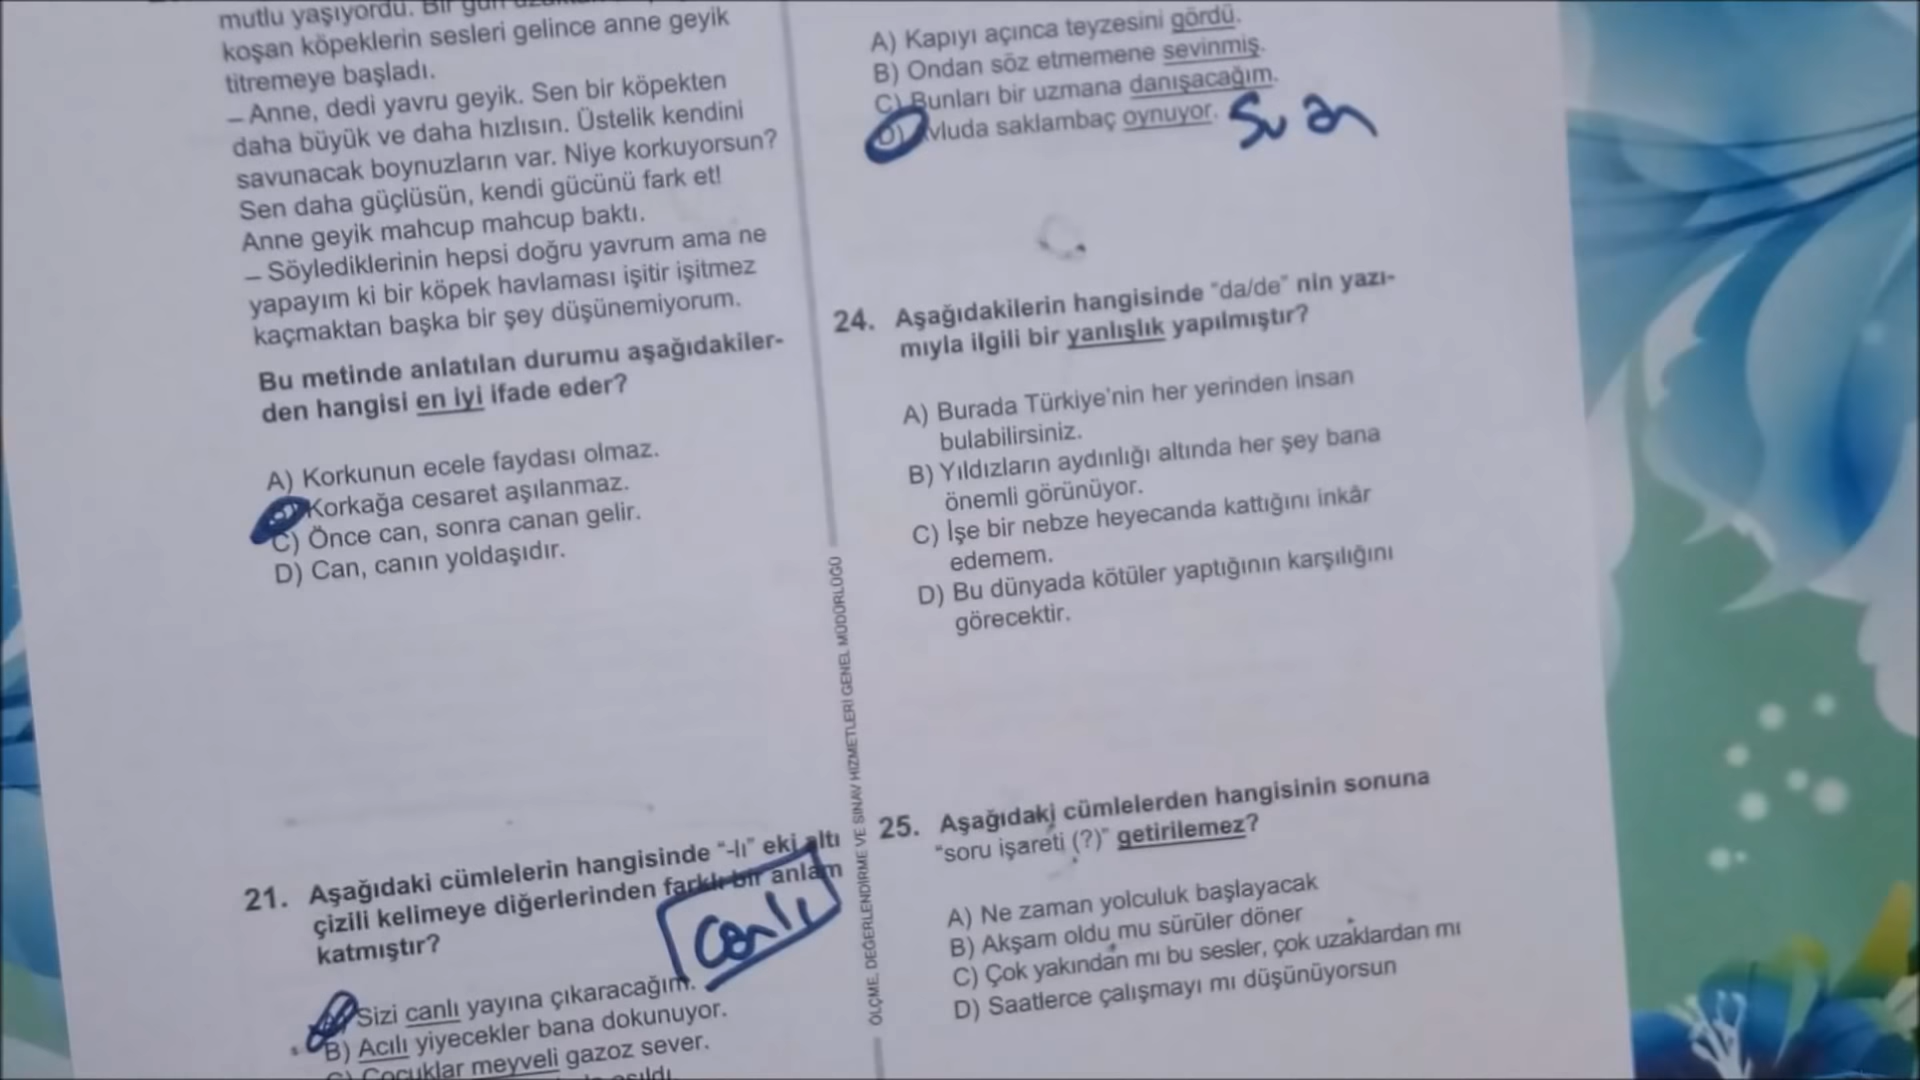 mutlu yaşıyordu. Bir gün
koşan köpeklerin sesleri gelince anne geyik
titremeye başladı.
– Anne, dedi yavru geyik. Sen bir köpekten
daha büyük ve daha hızlısın. Üstelik kendini
savunacak boynuzların var. Niye korkuyorsun?
Sen daha güçlüsün, kendi gücünü fark et!
Anne geyik mahcup mahcup baktı.
– Söylediklerinin hepsi doğru yavrum ama ne
yapayım ki bir köpek havlaması işitir işitmez
kaçmaktan başka bir şey düşünemiyorum.
Bu metinde anlatılan durumu aşağıdakiler-
den hangisi en iyi ifade eder?
A) Korkunun ecele faydası olmaz.
Korkağa cesaret aşılanmaz.
C) Önce can, sonra canan gelir.
D) Can, canın yoldaşıdır.
21. Aşağıdaki cümlelerin hangisinde “-lı” eki altı
çizili kelimeye diğerlerinden farklı bir anlam
katmıştır?
canlı
Sizi canlı yayına çıkaracağım.
B) Acılı yiyecekler bana dokunuyor.
C) Çocuklar meyveli gazoz sever.
ÖLÇME, DEĞERLENDİRME VE SINAV HİZMETLERİ GENEL MÜDÜRLÜĞÜ
A) Kapıyı açınca teyzesini gördü.
B) Ondan söz etmemene sevinmiş.
C) Bunları bir uzmana danışacağım.
D) Avluda saklambaç oynuyor.
Şu an
24. Aşağıdakilerin hangisinde “da/de” nin yazı-
mıyla ilgili bir yanlışlık yapılmıştır?
A) Burada Türkiye’nin her yerinden insan
bulabilirsiniz.
B) Yıldızların aydınlığı altında her şey bana
önemli görünüyor.
C) İşe bir nebze heyecanda kattığını inkâr
edemem.
D) Bu dünyada kötüler yaptığının karşılığını
görecektir.
25. Aşağıdaki cümlelerden hangisinin sonuna
“soru işareti (?)” getirilemez?
A) Ne zaman yolculuk başlayacak
B) Akşam oldu mu sürüler döner
C) Çok yakından mı bu sesler, çok uzaklardan mı
D) Saatlerce çalışmayı mı düşünüyorsun